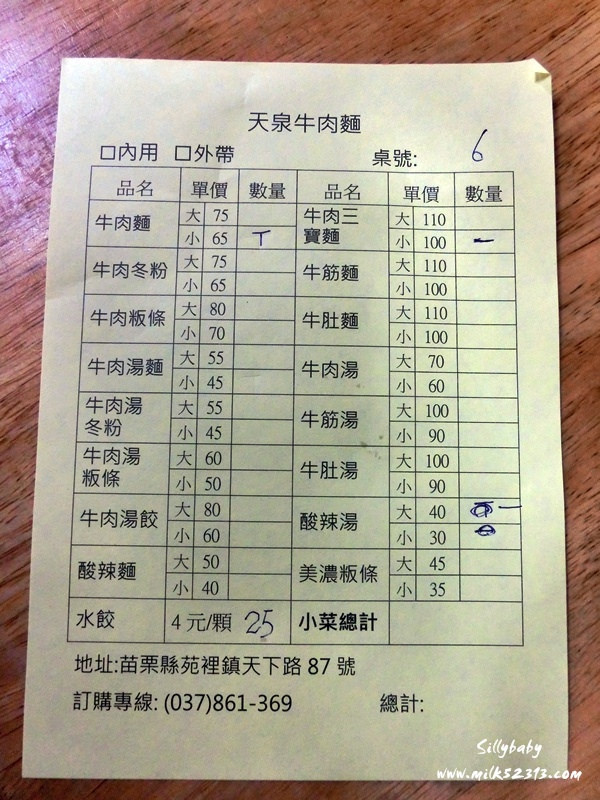 天泉牛肉麵
□內用 □外帶 桌號: 6
品名 單價 數量 品名 單價 數量
牛肉麵 大 75 牛肉三寶麵 大 110
小 65 丅 小 100 一
牛肉冬粉 大 75 牛筋麵 大 110
小 65 小 100
牛肉粄條 大 80 牛肚麵 大 110
小 70 小 100
牛肉湯麵 大 55 牛肉湯 大 70
小 45 小 60
牛肉湯冬粉 大 55 牛筋湯 大 100
小 45 小 90
牛肉湯粄條 大 60 牛肚湯 大 100
小 50 小 90
牛肉湯餃 大 80 酸辣湯 大 40 一
小 60 小 30
酸辣麵 大 50 美濃粄條 大 45
小 40 小 35
水餃 4元/顆 25 小菜總計
地址:苗栗縣苑裡鎮天下路87號
訂購專線: (037)861-369 總計:
Sillybaby
www.milk52313.com